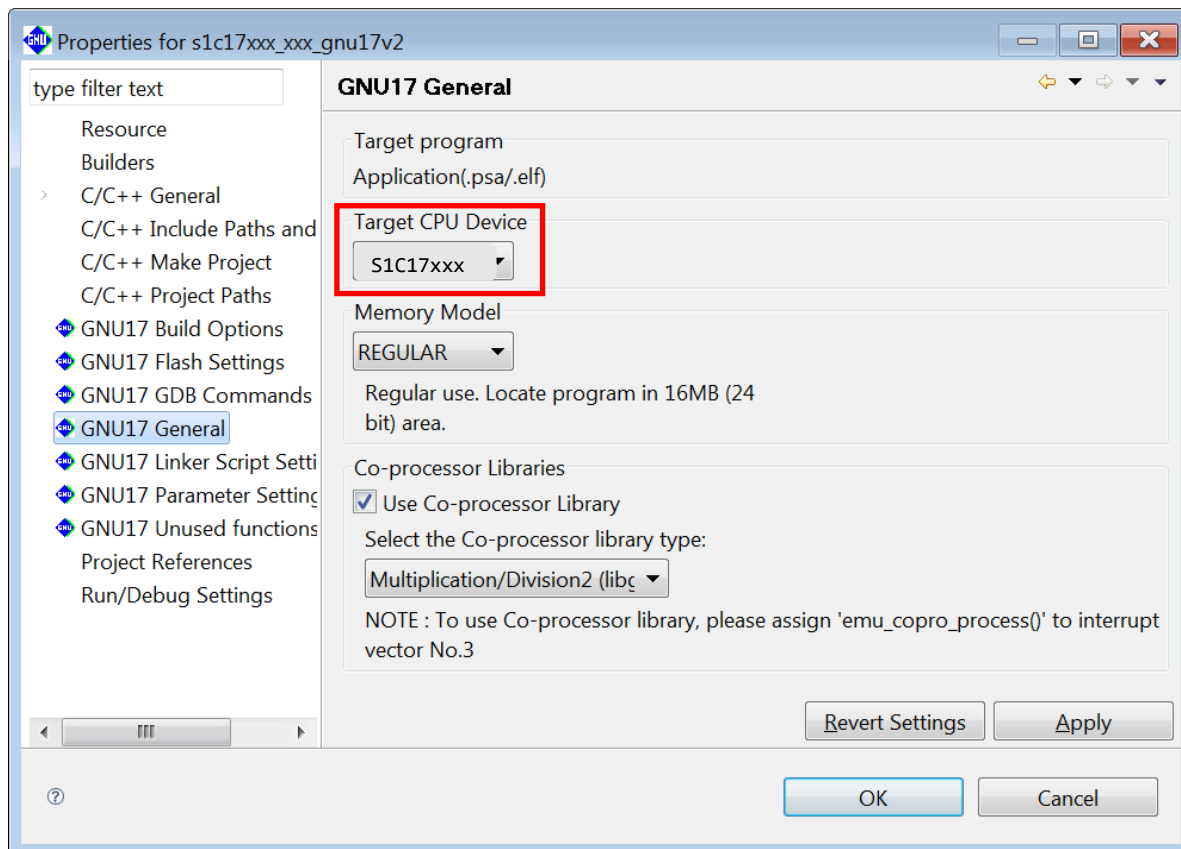 Properties for s1c17xxx_xxx_gnu17v2
type filter text
Resource
Builders
C/C++ General
C/C++ Include Paths and
C/C++ Make Project
C/C++ Project Paths
GNU17 Build Options
GNU17 Flash Settings
GNU17 GDB Commands
GNU17 General
GNU17 Linker Script Setti
GNU17 Parameter Setting
GNU17 Unused functions
Project References
Run/Debug Settings
GNU17 General
Target program
Application(.psa/.elf)
Target CPU Device
S1C17xxx
Memory Model
REGULAR
Regular use. Locate program in 16MB (24
bit) area.
Co-processor Libraries
Use Co-processor Library
Select the Co-processor library type:
Multiplication/Division2 (libg
NOTE : To use Co-processor library, please assign 'emu_copro_process()' to interrupt
vector No.3
Revert Settings
Apply
OK
Cancel